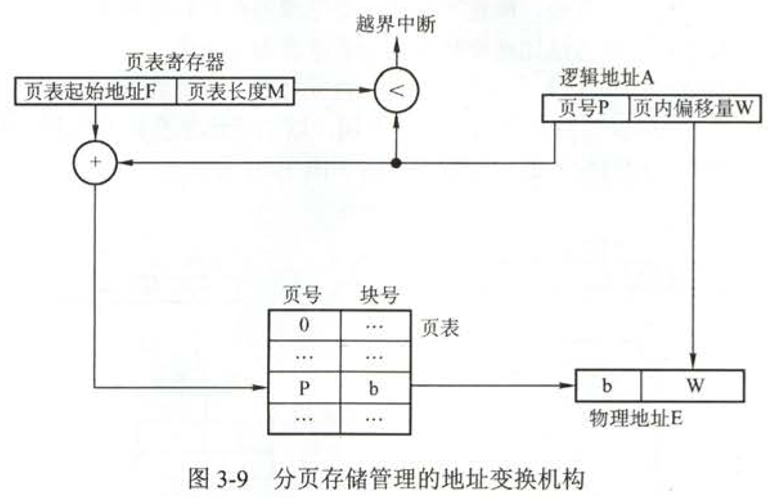 越界中断
页表寄存器
页表起始地址F 页表长度M
<
逻辑地址A
页号P 页内偏移量W
+
页号 块号
0 …
页表
… …
P b
… …
b W
物理地址E
图 3-9 分页存储管理的地址变换机构